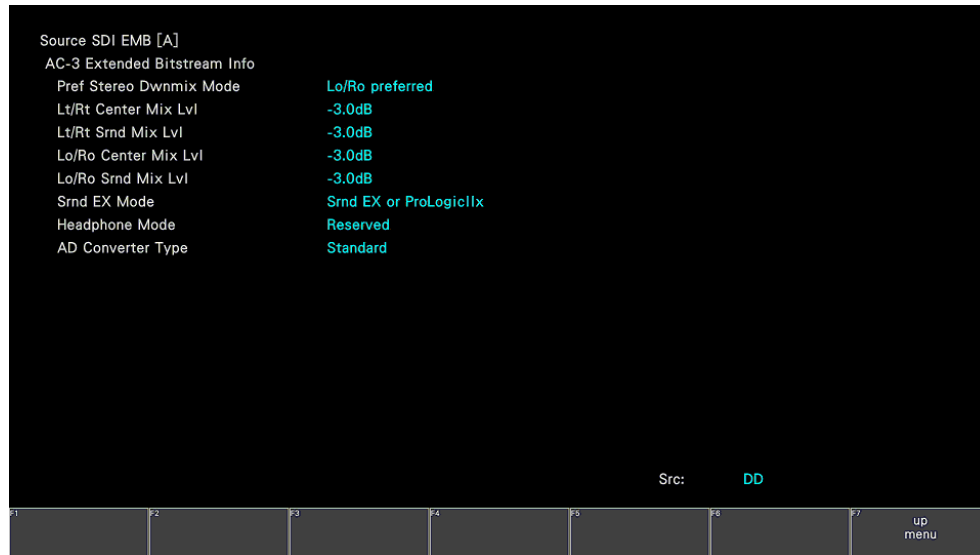 Source SDI EMB [A]
AC-3 Extended Bitstream Info
Pref Stereo Dwnmix Mode Lo/Ro preferred
Lt/Rt Center Mix Lvl -3.0dB
Lt/Rt Srnd Mix Lvl -3.0dB
Lo/Ro Center Mix Lvl -3.0dB
Lo/Ro Srnd Mix Lvl -3.0dB
Srnd EX Mode Srnd EX or ProLogicIIx
Headphone Mode Reserved
AD Converter Type Standard
Src: DD
F1 F2 F3 F4 F5 F6 F7
up
menu